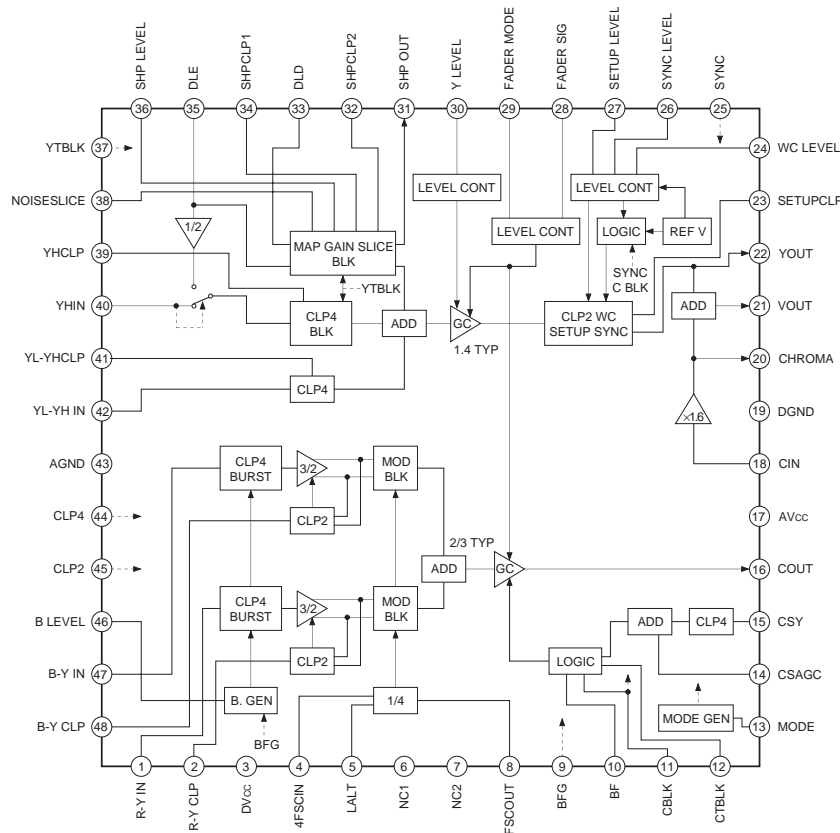 SHP LEVEL
DLE
SHPCLP1
DLD
SHPCLP2
SHP OUT
Y LEVEL
FADER MODE
FADER SIG
SETUP LEVEL
SYNC LEVEL
SYNC
36
35
34
33
32
31
30
29
28
27
26
25
YTBLK
37
24
WC LEVEL
LEVEL CONT
LEVEL CONT
NOISESLICE
38
23
SETUPCLP
1/2
MAP GAIN SLICE
BLK
LEVEL CONT
LOGIC
REF V
YHCLP
39
22
YOUT
YTBLK
SYNC
C BLK
YHIN
40
CLP4
BLK
ADD
GC
1.4 TYP
CLP2 WC
SETUP SYNC
ADD
21
VOUT
YL-YHCLP
41
20
CHROMA
CLP4
YL-YH IN
42
×1.6
19
DGND
AGND
43
CLP4
BURST
3/2
MOD
BLK
18
CIN
CLP4
44
CLP2
17
AVcc
2/3 TYP
CLP2
45
ADD
GC
16
COUT
B LEVEL
46
CLP4
BURST
3/2
MOD
BLK
ADD
CLP4
15
CSY
B-Y IN
47
CLP2
LOGIC
14
CSAGC
B. GEN
1/4
MODE GEN
B-Y CLP
48
BFG
13
MODE
1
2
3
4
5
6
7
8
9
10
11
12
R-Y IN
R-Y CLP
DVcc
4FSCIN
LALT
NC1
NC2
FSCOUT
BFG
BF
CBLK
CTBLK